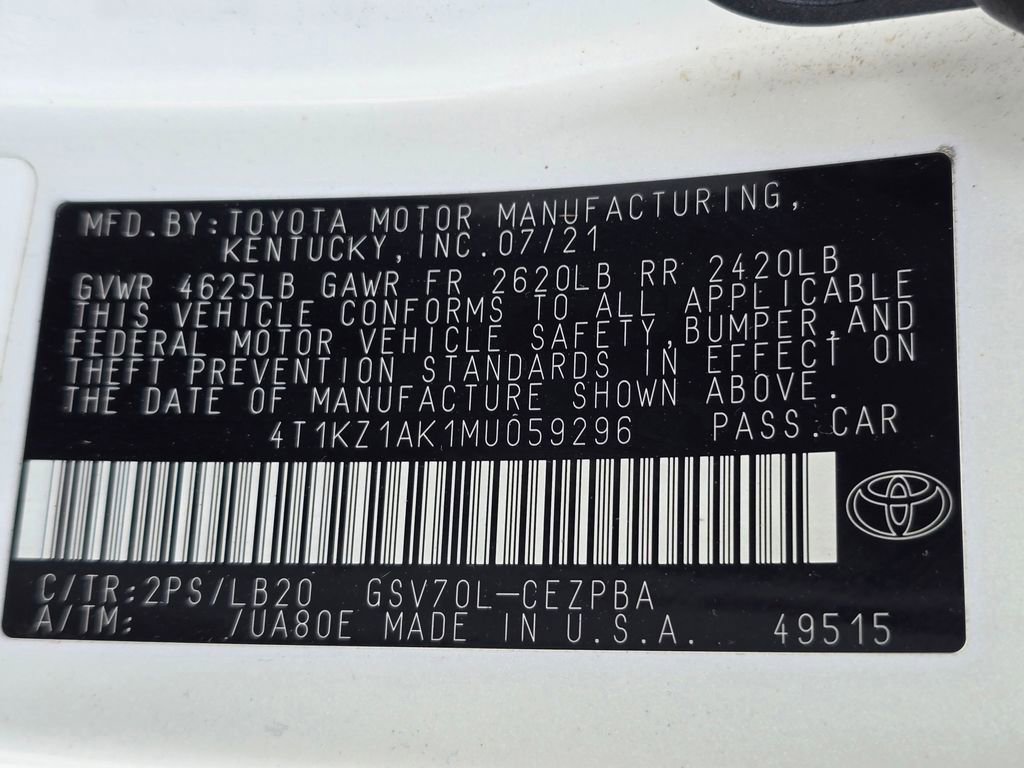 MFD.BY:TOYOTA MOTOR MANUFACTURING,
KENTUCKY,INC.07/21
GVWR 4625LB GAWR FR 2620LB RR 2420LB
THIS VEHICLE CONFORMS TO ALL APPLICABLE
FEDERAL MOTOR VEHICLE SAFETY,BUMPER,AND
THEFT PREVENTION STANDARDS IN EFFECT ON
THE DATE OF MANUFACTURE SHOWN ABOVE.
4T1KZ1AK1MU059296 PASS.CAR
C/TR:2PS/LB20 GSV70L-CEZPBA
A/TM: /UA80E MADE IN U.S.A. 49515